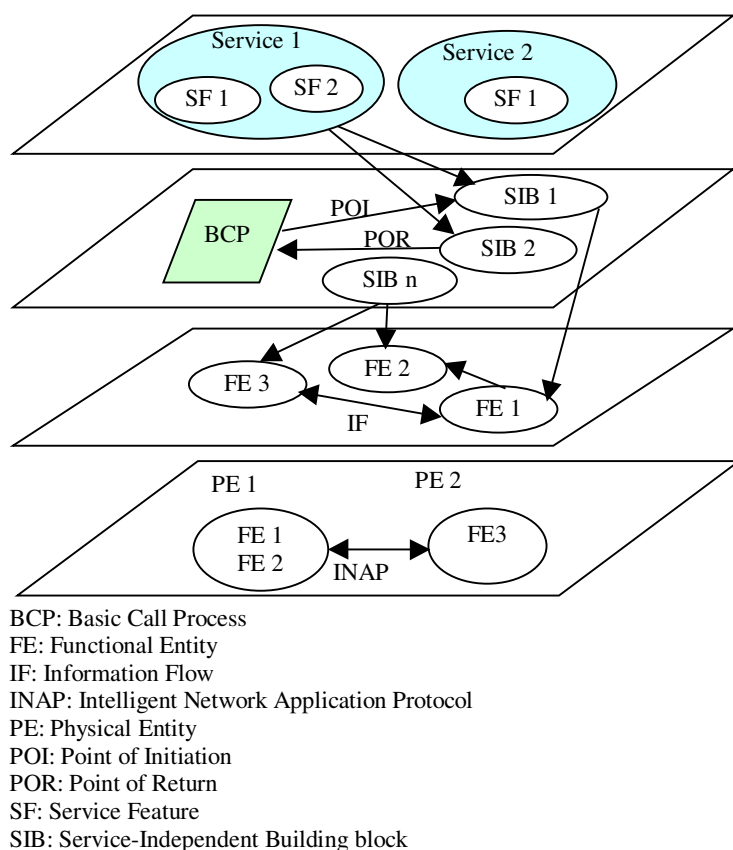 Service 1
Service 2
SF 1
SF 2
SF 1
SIB 1
POI
BCP
POR
SIB 2
SIB n
FE 2
FE 3
FE 1
IF
PE 1
PE 2
FE 1
FE 2
FE3
INAP
BCP: Basic Call Process
FE: Functional Entity
IF: Information Flow
INAP: Intelligent Network Application Protocol
PE: Physical Entity
POI: Point of Initiation
POR: Point of Return
SF: Service Feature
SIB: Service-Independent Building block